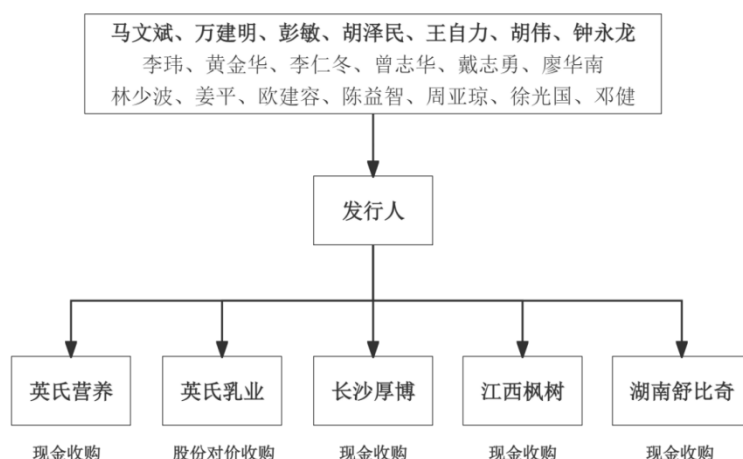 马文斌、万建明、彭敏、胡泽民、王自力、胡伟、钟永龙
李玮、黄金华、李仁冬、曾志华、戴志勇、廖华南
林少波、姜平、欧建容、陈益智、周亚琼、徐光国、邓健
发行人
英氏营养
英氏乳业
长沙厚博
江西枫树
湖南舒比奇
现金收购
股份对价收购
现金收购
现金收购
现金收购